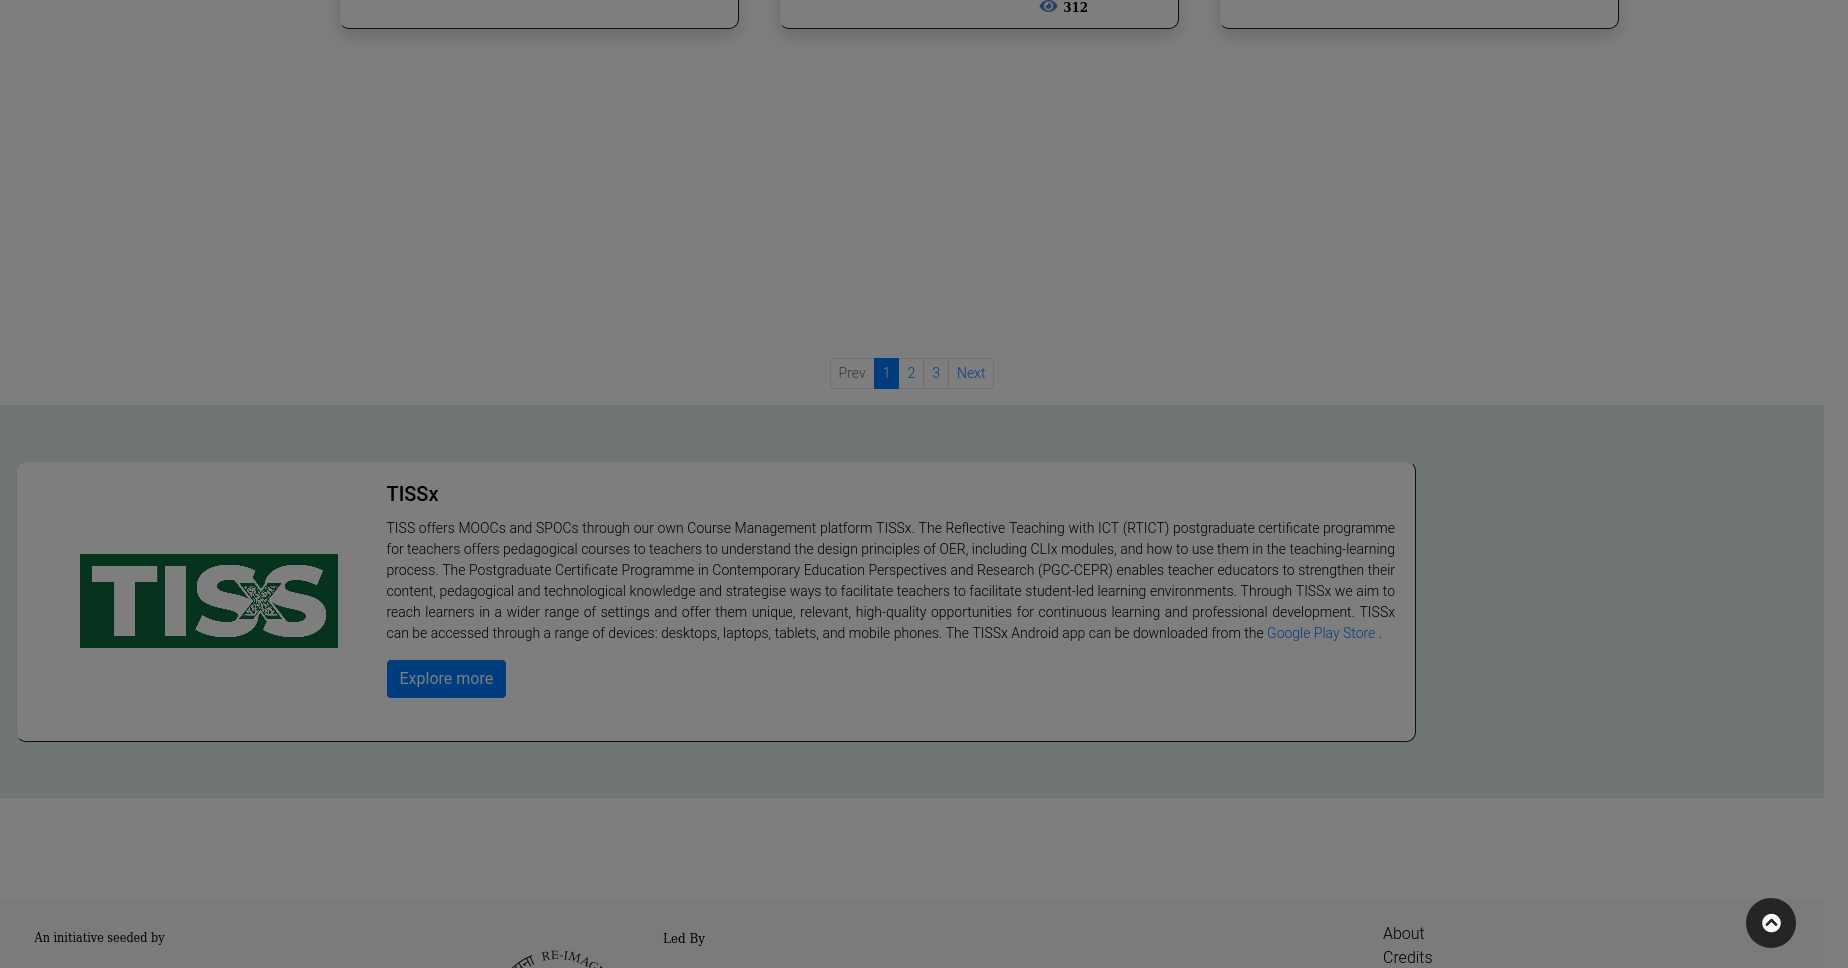 312
Prev 1 2 3 Next
TISSx
TISS offers MOOCs and SPOCs through our own Course Management platform TISSx. The Reflective Teaching with ICT (RTICT) postgraduate certificate programme
for teachers offers pedagogical courses to teachers to understand the design principles of OER, including CLIx modules, and how to use them in the teaching-learning
process. The Postgraduate Certificate Programme in Contemporary Education Perspectives and Research (PGC-CEPR) enables teacher educators to strengthen their
content, pedagogical and technological knowledge and strategise ways to facilitate teachers to facilitate student-led learning environments. Through TISSx we aim to
reach learners in a wider range of settings and offer them unique, relevant, high-quality opportunities for continuous learning and professional development. TISSx
can be accessed through a range of devices: desktops, laptops, tablets, and mobile phones. The TISSx Android app can be downloaded from the Google Play Store .
TISS
Explore more
An initiative seeded by
RE-IMAG
Led By
About
Credits